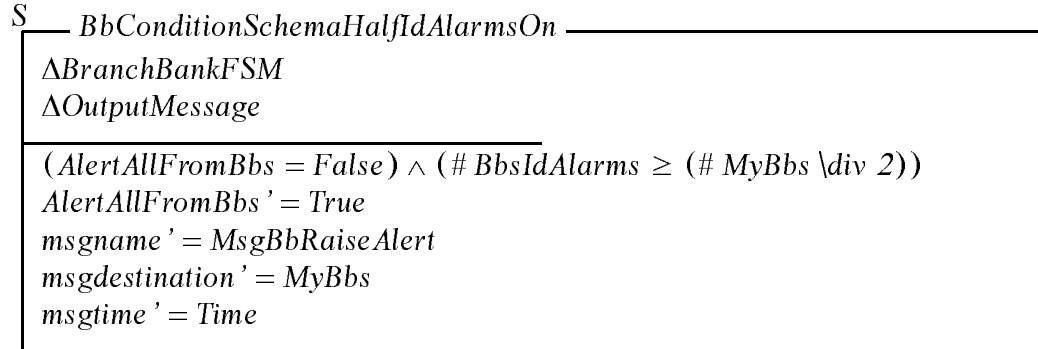 S BbConditionSchemaHalfIdAlarmsOn
ΔBranchBankFSM
ΔOutputMessage
(AlertAllFromBbs = False) ∧ (# BbsIdAlarms ≥ (# MyBbs \div 2))
AlertAllFromBbs ' = True
msgname ' = MsgBbRaiseAlert
msgdestination ' = MyBbs
msgtime ' = Time